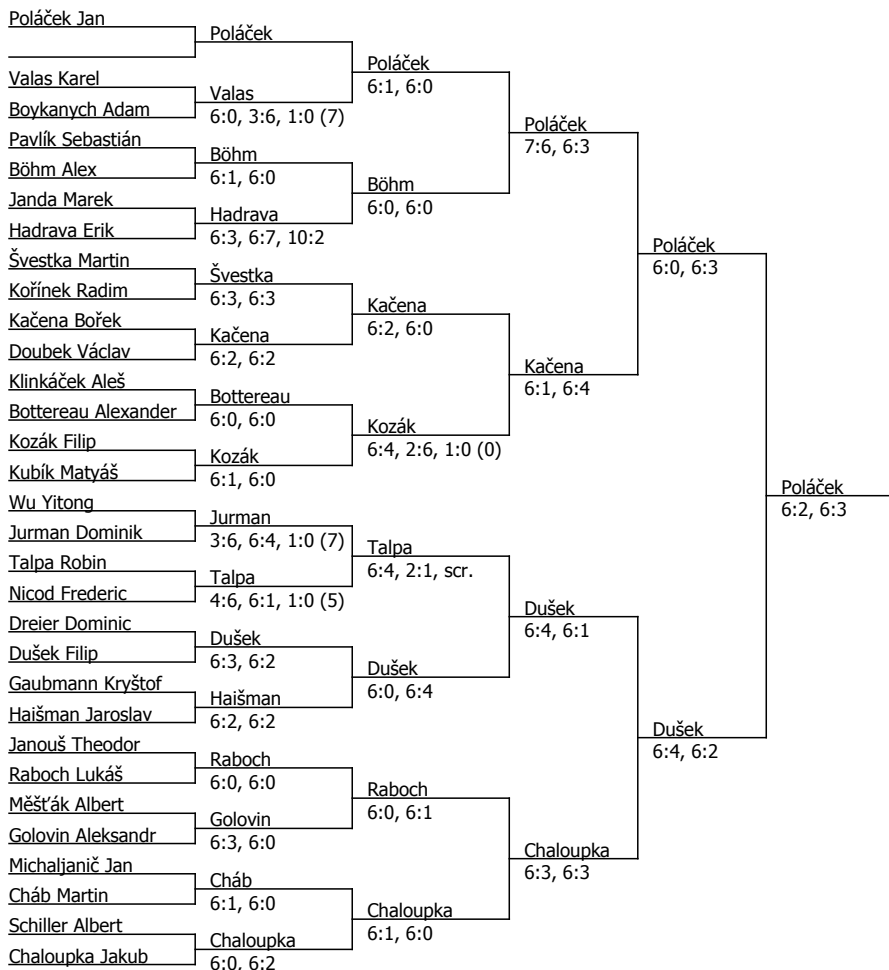 Poláček Jan
Poláček
Poláček
6:1, 6:0
Valas Karel
Valas
6:0, 3:6, 1:0 (7)
Boykanych Adam
Poláček
7:6, 6:3
Pavlík Sebastián
Böhm
6:1, 6:0
Böhm Alex
Böhm
6:0, 6:0
Janda Marek
Hadrava
6:3, 6:7, 10:2
Hadrava Erik
Poláček
6:0, 6:3
Švestka Martin
Švestka
6:3, 6:3
Kořínek Radim
Kačena
6:2, 6:0
Kačena Bořek
Kačena
6:2, 6:2
Doubek Václav
Kačena
6:1, 6:4
Klinkáček Aleš
Bottereau
6:0, 6:0
Bottereau Alexander
Kozák
6:4, 2:6, 1:0 (0)
Kozák Filip
Kozák
6:1, 6:0
Kubík Matyáš
Poláček
6:2, 6:3
Wu Yitong
Jurman
3:6, 6:4, 1:0 (7)
Jurman Dominik
Talpa
6:4, 2:1, scr.
Talpa Robin
Talpa
4:6, 6:1, 1:0 (5)
Nicod Frederic
Dušek
6:4, 6:1
Dreier Dominic
Dušek
6:3, 6:2
Dušek Filip
Dušek
6:0, 6:4
Gaubmann Kryštof
Haišman
6:2, 6:2
Haišman Jaroslav
Dušek
6:4, 6:2
Janouš Theodor
Raboch
6:0, 6:0
Raboch Lukáš
Raboch
6:0, 6:1
Měšťák Albert
Golovin
6:3, 6:0
Golovin Aleksandr
Chaloupka
6:3, 6:3
Michaljanič Jan
Cháb
6:1, 6:0
Cháb Martin
Chaloupka
6:1, 6:0
Schiller Albert
Chaloupka
6:0, 6:2
Chaloupka Jakub